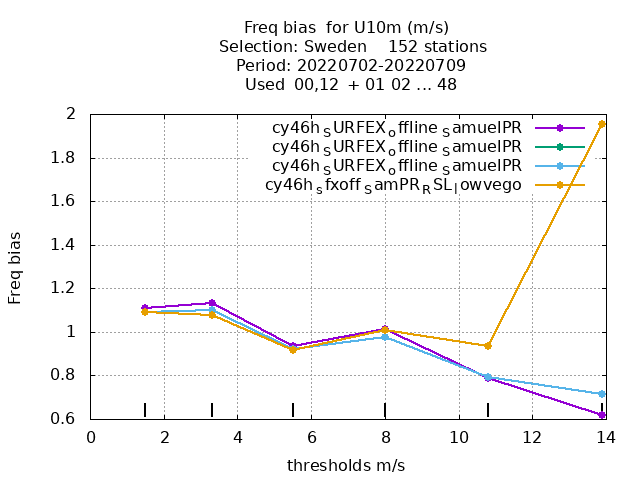 Freq bias for U10m (m/s)
Selection: Sweden 152 stations
Period: 20220702-20220709
Used 00,12 + 01 02 ... 48
cy46h_SURFEX_offline_SamuelPR
cy46h_SURFEX_offline_SamuelPR
cy46h_SURFEX_offline_SamuelPR
cy46h_sfxoff_SamPR_RSL_lowvego
Freq bias
2
1.8
1.6
1.4
1.2
1
0.8
0.6
0 2 4 6 8 10 12 14
thresholds m/s